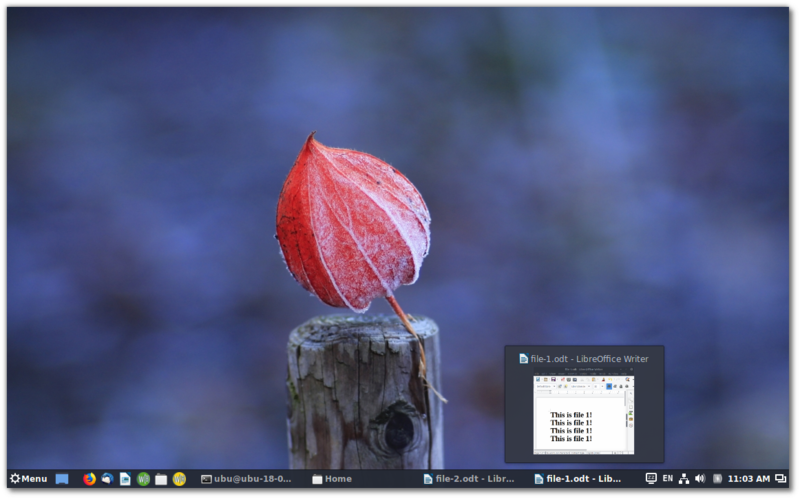 file-1.odt - LibreOffice Writer
This is file 1!
This is file 1!
This is file 1!
This is file 1!
Menu
ubu@ubu-18-0...
Home
file-2.odt - Libr...
file-1.odt - Lib...
EN
11:03 AM